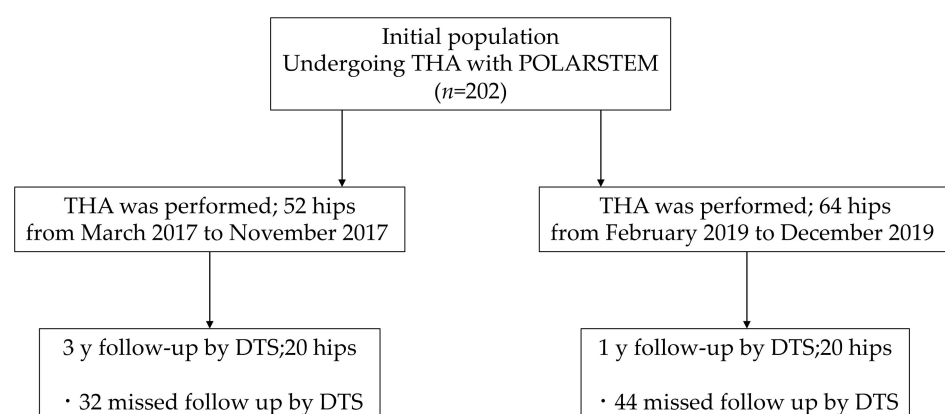 Initial population
Undergoing THA with POLARSTEM
(n=202)
THA was performed; 52 hips
from March 2017 to November 2017
THA was performed; 64 hips
from February 2019 to December 2019
3 y follow-up by DTS;20 hips
・32 missed follow up by DTS
1 y follow-up by DTS;20 hips
・44 missed follow up by DTS